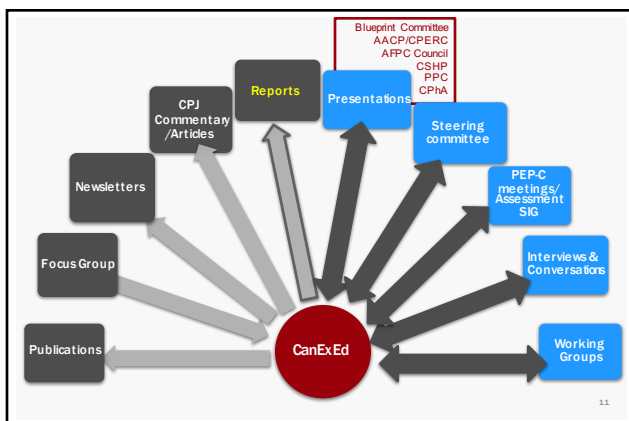 Blueprint Committee
AACP/CPERC
AFPC Council
CSHP
PPC
CPhA
Reports
Presentations
CPJ
Commentary
/Articles
Steering
committee
Newsletters
PEP-C
meetings/
Assessment
SIG
Focus Group
Interviews &
Conversations
Publications
CanExEd
Working
Groups
11